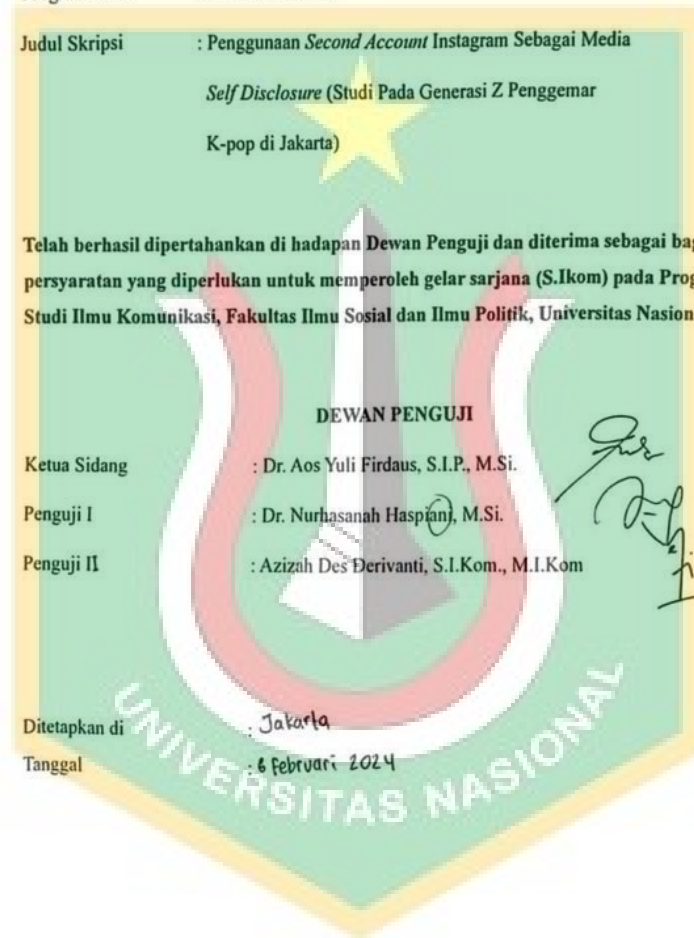 Judul Skripsi : Penggunaan Second Account Instagram Sebagai Media
Self Disclosure (Studi Pada Generasi Z Penggemar
K-pop di Jakarta)
Telah berhasil dipertahankan di hadapan Dewan Penguji dan diterima sebagai bag
persyaratan yang diperlukan untuk memperoleh gelar sarjana (S.Ikom) pada Prog
Studi Ilmu Komunikasi, Fakultas Ilmu Sosial dan Ilmu Politik, Universitas Nasion
DEWAN PENGUJI
Ketua Sidang : Dr. Aos Yuli Firdaus, S.I.P., M.Si.
Penguji I : Dr. Nurhasanah Haspiani, M.Si.
Penguji II : Azizah Des Derivanti, S.I.Kom., M.I.Kom
Ditetapkan di : Jakarta
Tanggal : 6 februari 2024
UNIVERSITAS NASIONAL